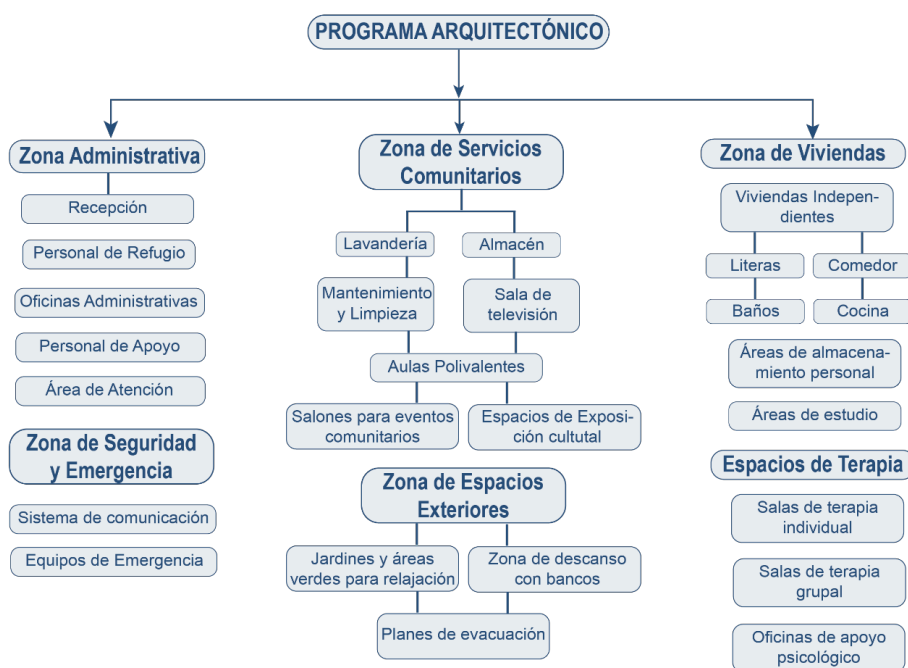 PROGRAMA ARQUITECTÓNICO
Zona Administrativa
Recepción
Personal de Refugio
Oficinas Administrativas
Personal de Apoyo
Área de Atención
Zona de Seguridad
y Emergencia
Sistema de comunicación
Equipos de Emergencia
Zona de Servicios
Comunitarios
Lavandería
Almacén
Mantenimiento
y Limpieza
Sala de
televisión
Aulas Polivalentes
Salones para eventos
comunitarios
Espacios de Exposi-
ción cultutal
Zona de Espacios
Exteriores
Jardines y áreas
verdes para relajación
Zona de descanso
con bancos
Planes de evacuación
Zona de Viviendas
Viviendas Indepen-
dientes
Literas
Comedor
Baños
Cocina
Áreas de almacena-
miento personal
Áreas de estudio
Espacios de Terapia
Salas de terapia
individual
Salas de terapia
grupal
Oficinas de apoyo
psicológico